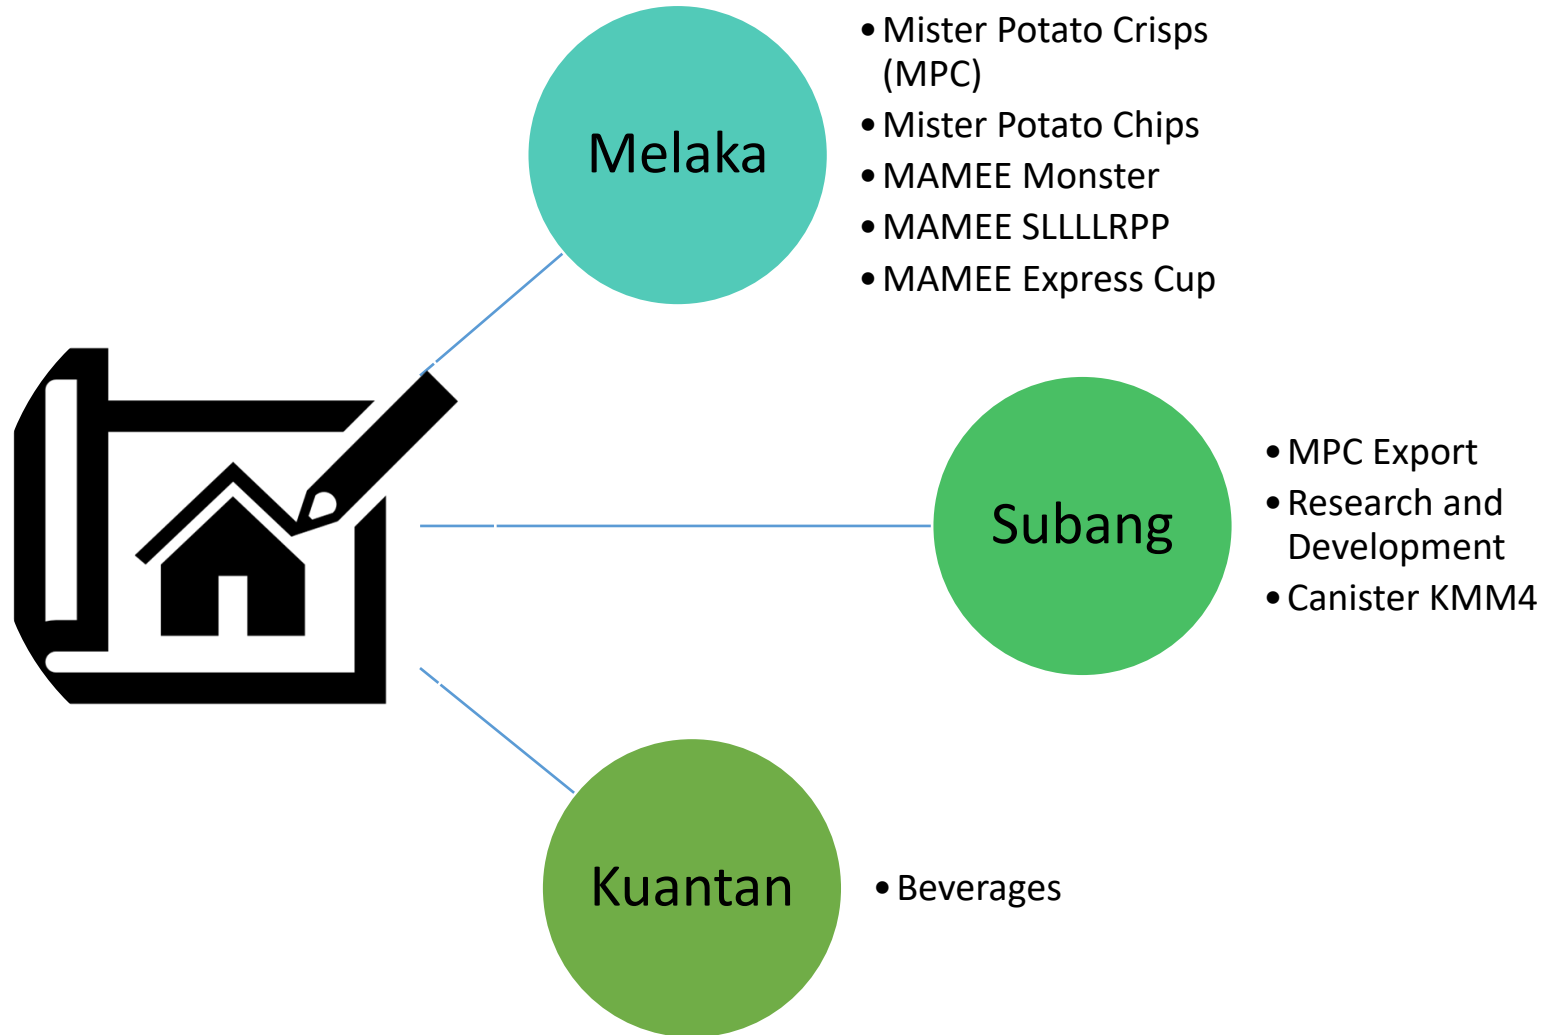 Melaka
• Mister Potato Crisps
(MPC)
• Mister Potato Chips
• MAMEE Monster
• MAMEE SLLLLRPP
• MAMEE Express Cup
Subang
• MPC Export
• Research and
Development
• Canister KMM4
Kuantan
• Beverages